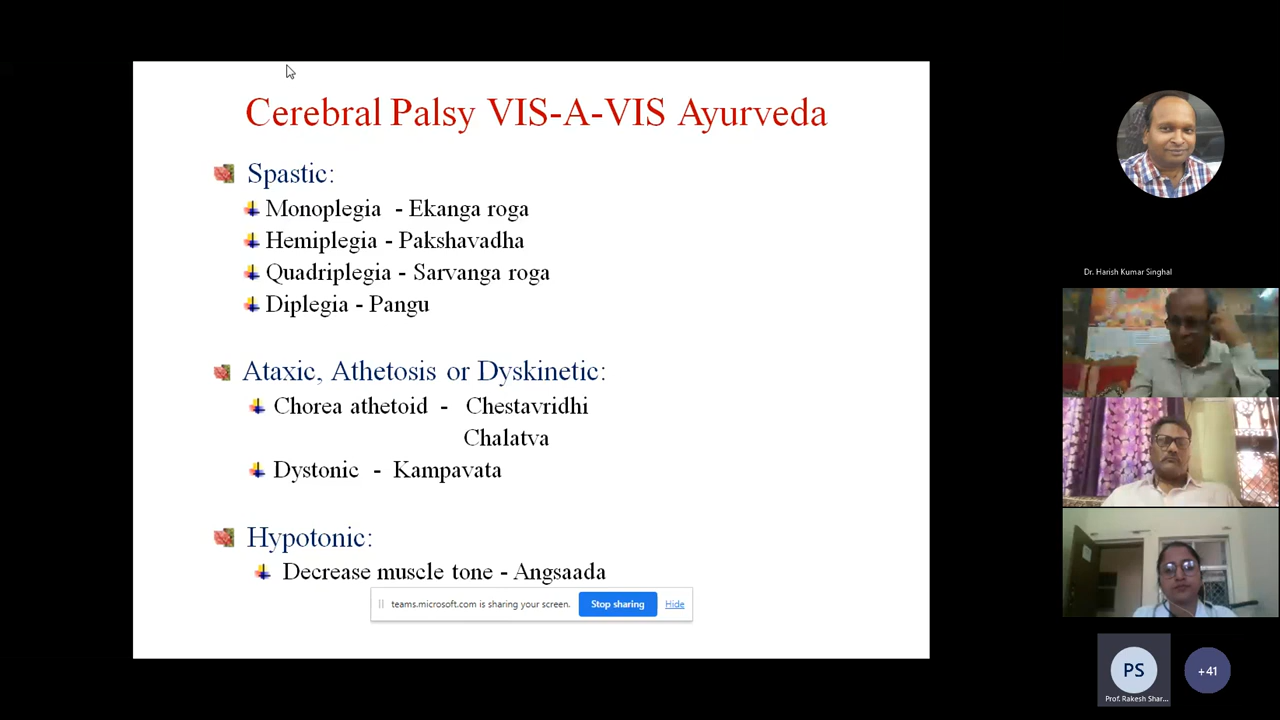 Cerebral Palsy VIS-A-VIS Ayurveda
Spastic:
Monoplegia - Ekanga roga
Hemiplegia - Pakshavadha
Quadriplegia - Sarvanga roga
Diplegia - Pangu
Ataxic, Athetosis or Dyskinetic:
Chorea athetoid - Chestavridhi
Chalatva
Dystonic - Kampavata
Hypotonic:
Decrease muscle tone - Angsaada
teams.microsoft.com is sharing your screen.
Stop sharing
Hide
Dr. Harish Kumar Singhal
PS
Prof. Rakesh Shar...
+41